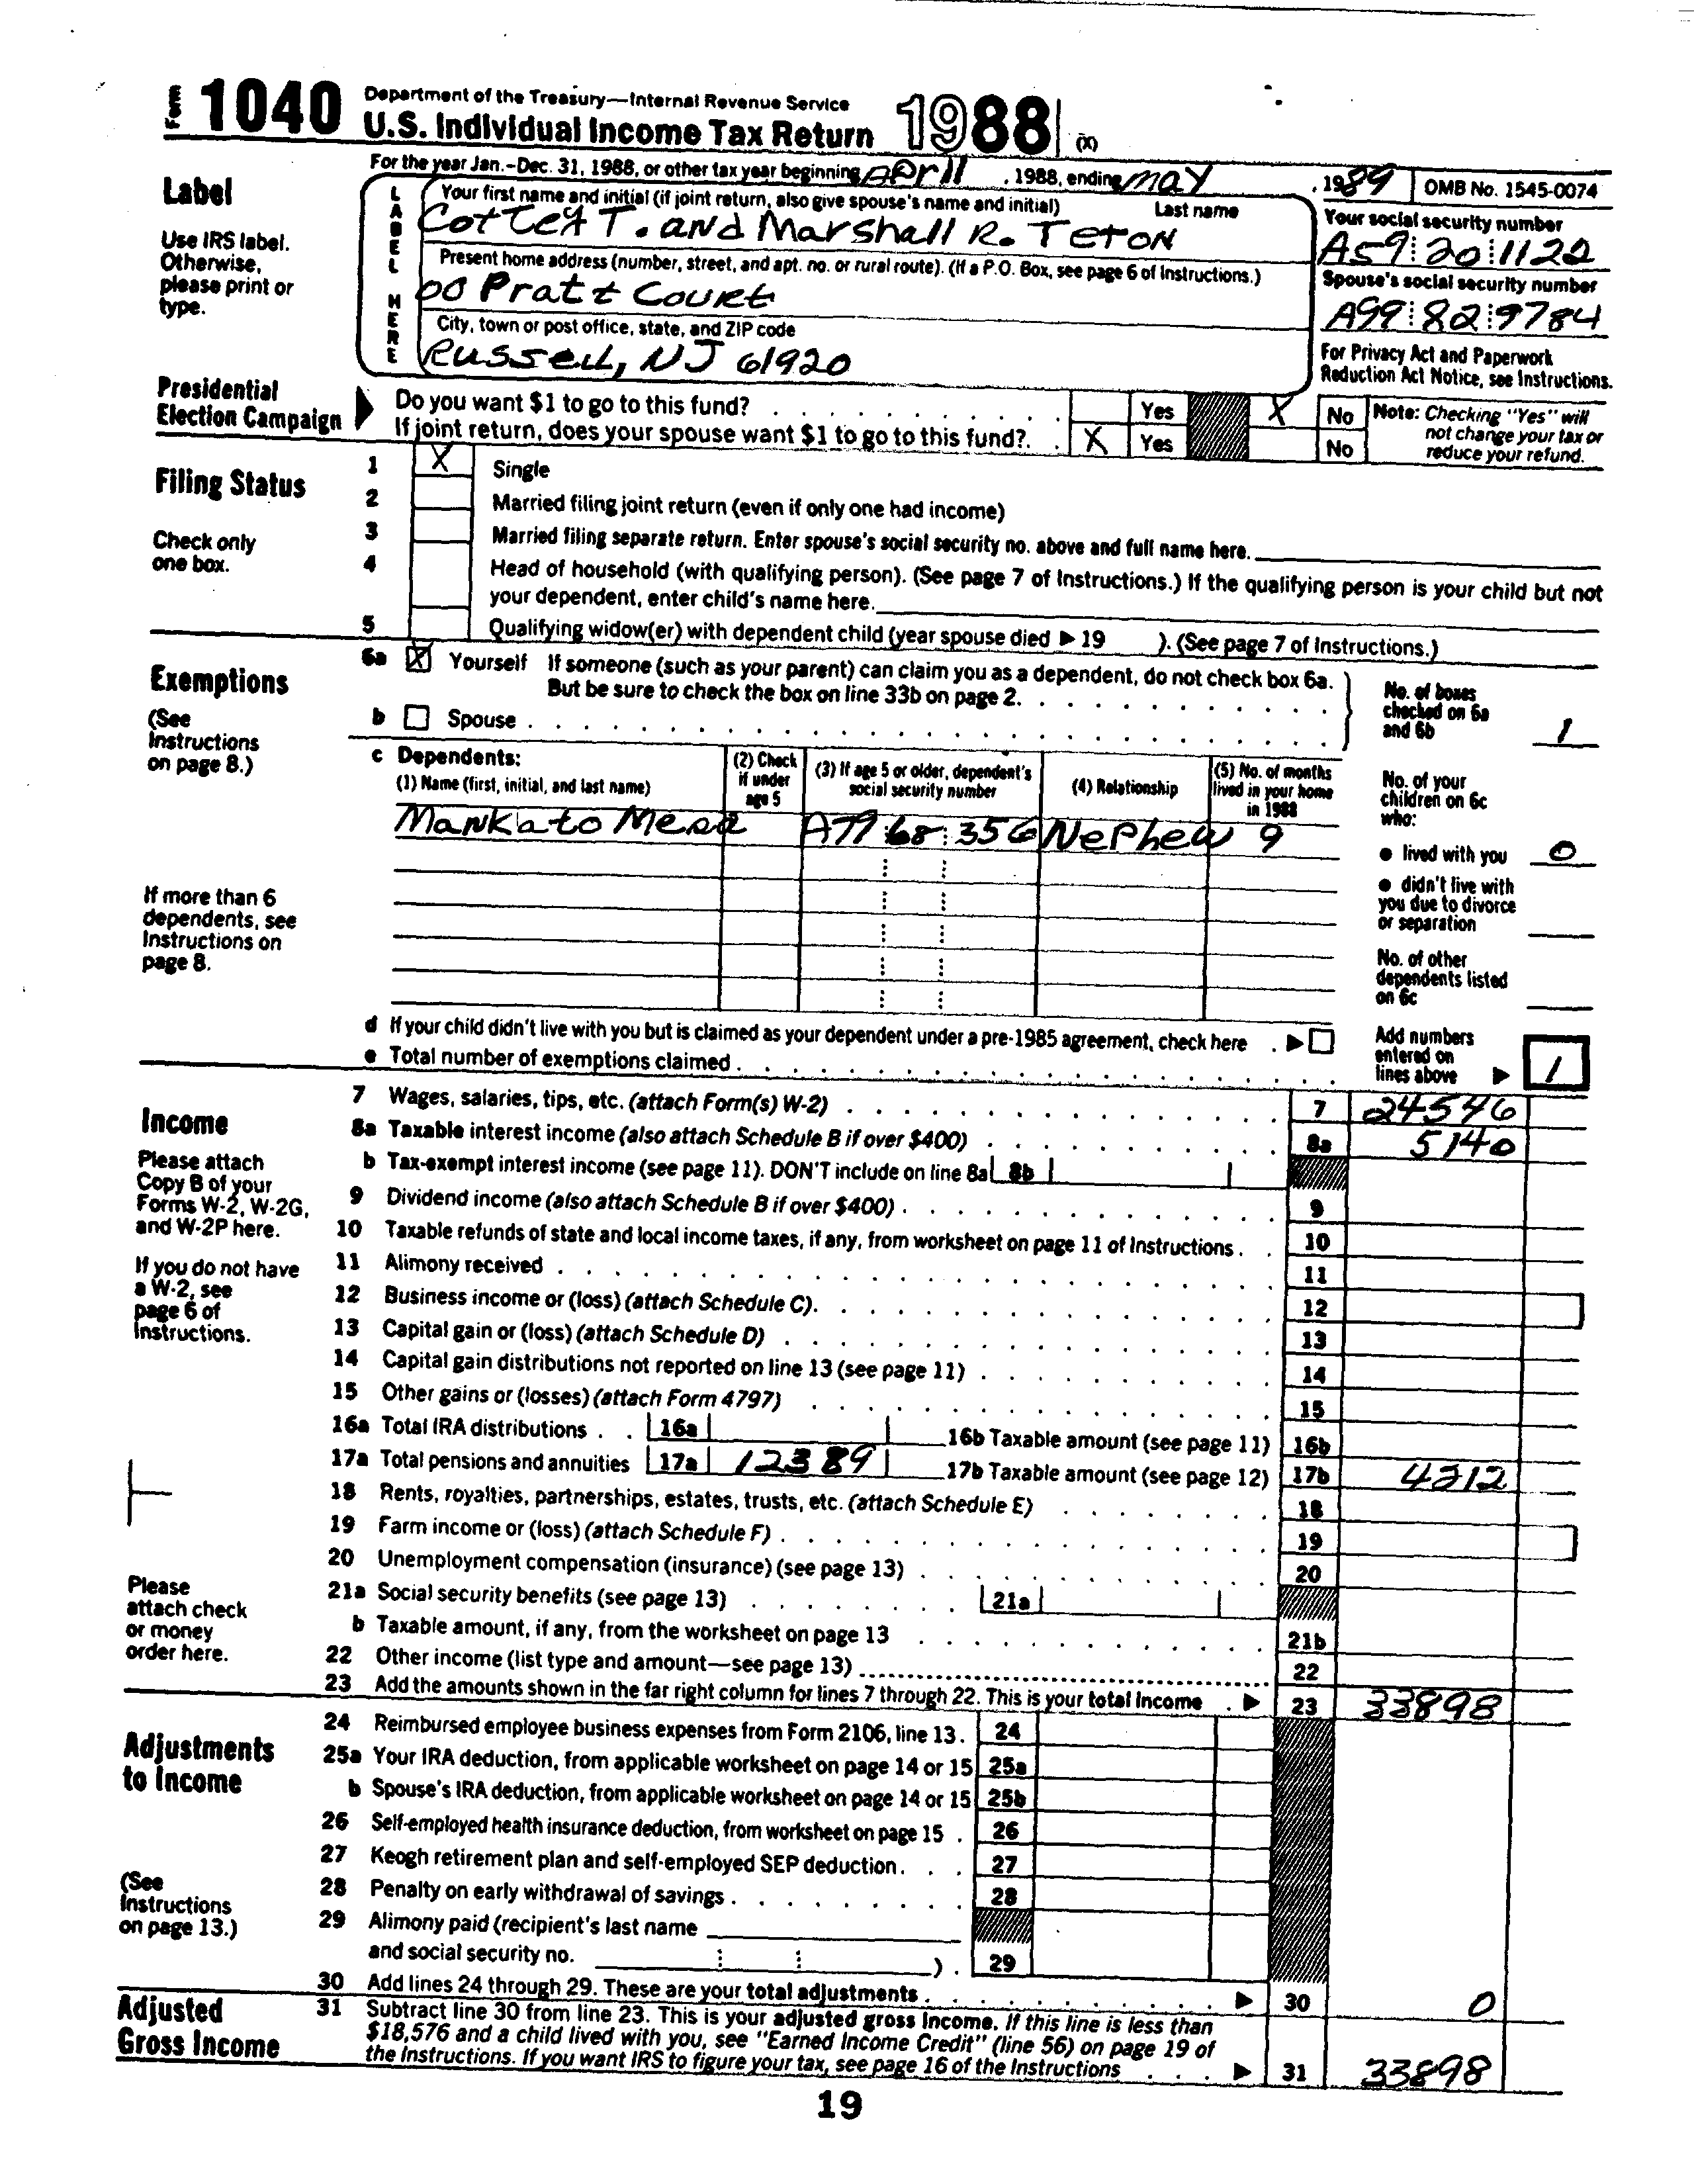 Form 1040 Department of the Treasury—Internal Revenue Service
U.S. Individual Income Tax Return 1988 (X)
For the year Jan.-Dec. 31, 1988, or other tax year beginning April , 1988, ending may , 1989 OMB No. 1545-0074
Label
Use IRS label. Otherwise, please print or type.
LABEL HERE
Your first name and initial (if joint return, also give spouse's name and initial) Last name
T. and Marshall R. Teton
Your social security number
A59 20 1122
Present home address (number, street, and apt. no. or rural route). (If a P.O. Box, see page 6 of Instructions.)
00 Pratt Court
Spouse's social security number
A99 82 9784
City, town or post office, state, and ZIP code
Russell, NJ 61920
For Privacy Act and Paperwork Reduction Act Notice, see Instructions.
Presidential Election Campaign
Do you want $1 to go to this fund? Yes X No
If joint return, does your spouse want $1 to go to this fund? X Yes No
Note: Checking "Yes" will not change your tax or reduce your refund.
Filing Status
Check only one box.
1 X Single
2 Married filing joint return (even if only one had income)
3 Married filing separate return. Enter spouse's social security no. above and full name here.
4 Head of household (with qualifying person). (See page 7 of Instructions.) If the qualifying person is your child but not
your dependent, enter child's name here.
5 Qualifying widow(er) with dependent child (year spouse died ▶ 19 ). (See page 7 of Instructions.)
Exemptions
(See Instructions on page 8.)
6a X Yourself If someone (such as your parent) can claim you as a dependent, do not check box 6a.
But be sure to check the box on line 33b on page 2.
b Spouse
No. of boxes checked on 6a and 6b 1
c Dependents:
(1) Name (first, initial, and last name) (2) Check if under age 5 (3) If age 5 or older, dependent's social security number (4) Relationship (5) No. of months lived in your home in 1988
Mankato Mesa A79 68 356 Nephew 9
No. of your children on 6c who:
● lived with you 0
● didn't live with you due to divorce or separation
No. of other dependents listed on 6c
If more than 6 dependents, see Instructions on page 8.
d If your child didn't live with you but is claimed as your dependent under a pre-1985 agreement, check here ▶
e Total number of exemptions claimed
Add numbers entered on lines above ▶ 1
Income
Please attach Copy B of your Forms W-2, W-2G, and W-2P here.
If you do not have a W-2, see page 6 of Instructions.
Please attach check or money order here.
7 Wages, salaries, tips, etc. (attach Form(s) W-2) 7 24546
8a Taxable interest income (also attach Schedule B if over $400) 8a 5140
b Tax-exempt interest income (see page 11). DON'T include on line 8a 8b
9 Dividend income (also attach Schedule B if over $400) 9
10 Taxable refunds of state and local income taxes, if any, from worksheet on page 11 of Instructions 10
11 Alimony received 11
12 Business income or (loss) (attach Schedule C) 12
13 Capital gain or (loss) (attach Schedule D) 13
14 Capital gain distributions not reported on line 13 (see page 11) 14
15 Other gains or (losses) (attach Form 4797) 15
16a Total IRA distributions 16a 16b Taxable amount (see page 11) 16b
17a Total pensions and annuities 17a 12389 17b Taxable amount (see page 12) 17b 4212
18 Rents, royalties, partnerships, estates, trusts, etc. (attach Schedule E) 18
19 Farm income or (loss) (attach Schedule F) 19
20 Unemployment compensation (insurance) (see page 13) 20
21a Social security benefits (see page 13) 21a
b Taxable amount, if any, from the worksheet on page 13 21b
22 Other income (list type and amount—see page 13) 22
23 Add the amounts shown in the far right column for lines 7 through 22. This is your total income ▶ 23 33898
Adjustments to Income
(See Instructions on page 13.)
24 Reimbursed employee business expenses from Form 2106, line 13. 24
25a Your IRA deduction, from applicable worksheet on page 14 or 15 25a
b Spouse's IRA deduction, from applicable worksheet on page 14 or 15 25b
26 Self-employed health insurance deduction, from worksheet on page 15 26
27 Keogh retirement plan and self-employed SEP deduction 27
28 Penalty on early withdrawal of savings 28
29 Alimony paid (recipient's last name
and social security no. ) 29
30 Add lines 24 through 29. These are your total adjustments ▶ 30 0
Adjusted Gross Income
31 Subtract line 30 from line 23. This is your adjusted gross income. If this line is less than
$18,576 and a child lived with you, see "Earned Income Credit" (line 56) on page 19 of
the Instructions. If you want IRS to figure your tax, see page 16 of the Instructions ▶ 31 33898
19